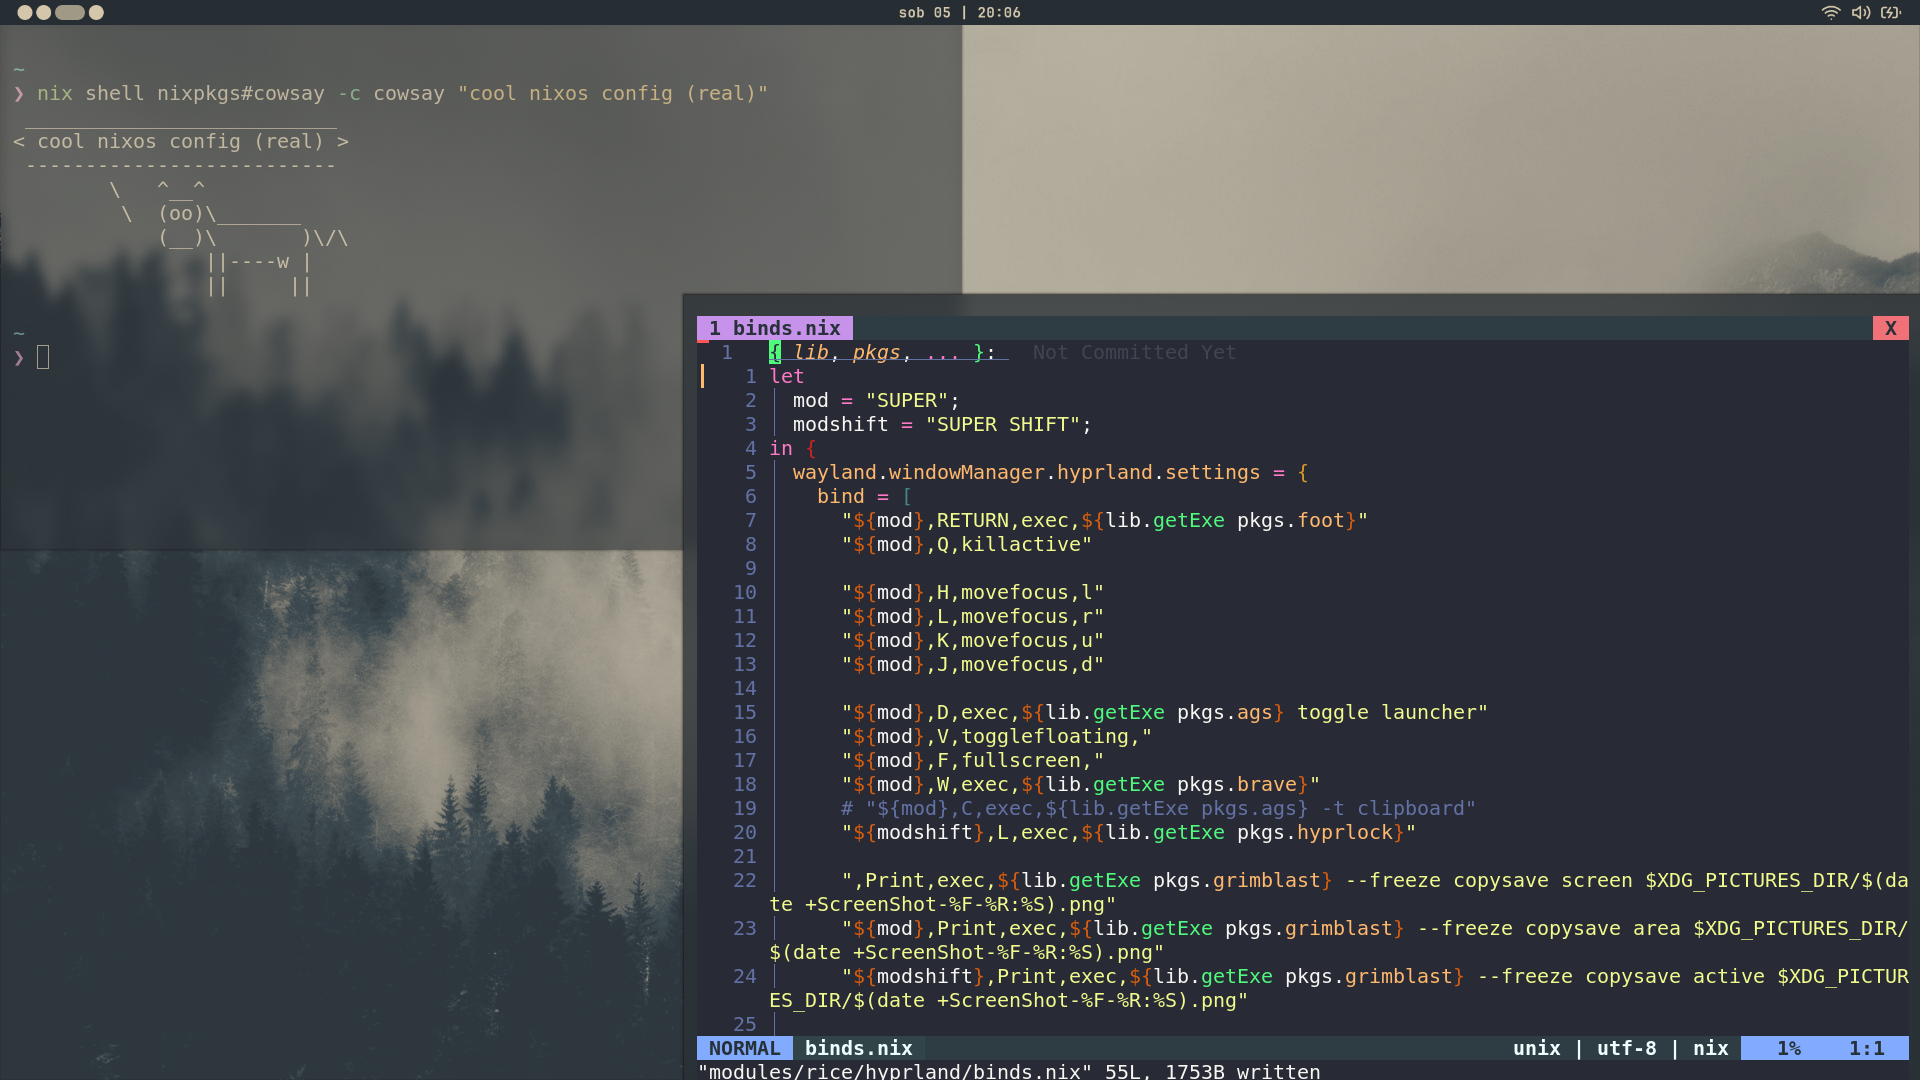 sob 05 | 20:06
~
❯ nix shell nixpkgs#cowsay -c cowsay "cool nixos config (real)"
 __________________________
< cool nixos config (real) >
 --------------------------
        \   ^__^
         \  (oo)\_______
            (__)\       )\/\
                ||----w |
                ||     ||
~
❯
1 binds.nix X
1 { lib, pkgs, ... }: Not Committed Yet
1 let
2   mod = "SUPER";
3   modshift = "SUPER SHIFT";
4 in {
5   wayland.windowManager.hyprland.settings = {
6     bind = [
7       "${mod},RETURN,exec,${lib.getExe pkgs.foot}"
8       "${mod},Q,killactive"
9
10       "${mod},H,movefocus,l"
11       "${mod},L,movefocus,r"
12       "${mod},K,movefocus,u"
13       "${mod},J,movefocus,d"
14
15       "${mod},D,exec,${lib.getExe pkgs.ags} toggle launcher"
16       "${mod},V,togglefloating,"
17       "${mod},F,fullscreen,"
18       "${mod},W,exec,${lib.getExe pkgs.brave}"
19       # "${mod},C,exec,${lib.getExe pkgs.ags} -t clipboard"
20       "${modshift},L,exec,${lib.getExe pkgs.hyprlock}"
21
22       ",Print,exec,${lib.getExe pkgs.grimblast} --freeze copysave screen $XDG_PICTURES_DIR/$(da
te +ScreenShot-%F-%R:%S).png"
23       "${mod},Print,exec,${lib.getExe pkgs.grimblast} --freeze copysave area $XDG_PICTURES_DIR/
$(date +ScreenShot-%F-%R:%S).png"
24       "${modshift},Print,exec,${lib.getExe pkgs.grimblast} --freeze copysave active $XDG_PICTUR
ES_DIR/$(date +ScreenShot-%F-%R:%S).png"
25
NORMAL binds.nix unix | utf-8 | nix 1% 1:1
"modules/rice/hyprland/binds.nix" 55L, 1753B written